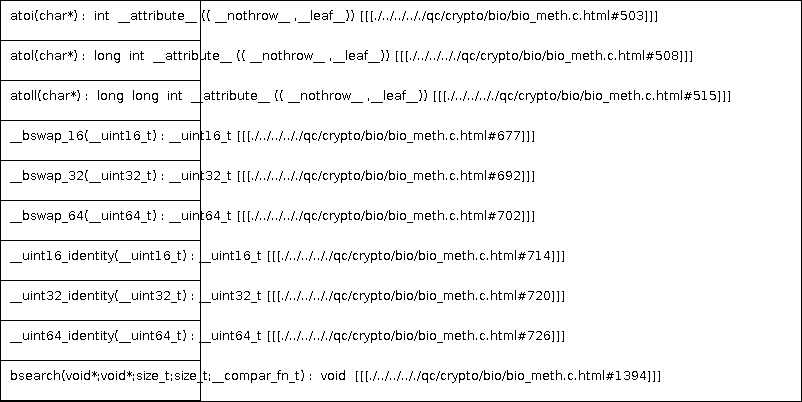 atoi(char*) : int __attribute__ (( __nothrow__ ,__leaf__)) [[[./../../../qc/crypto/bio/bio_meth.c.html#503]]]
atol(char*) : long int __attribute__ (( __nothrow__ ,__leaf__)) [[[./../../../qc/crypto/bio/bio_meth.c.html#508]]]
atoll(char*) : long long int __attribute__ (( __nothrow__ ,__leaf__)) [[[./../../../qc/crypto/bio/bio_meth.c.html#515]]]
__bswap_16(__uint16_t) : __uint16_t [[[./../../../qc/crypto/bio/bio_meth.c.html#677]]]
__bswap_32(__uint32_t) : __uint32_t [[[./../../../qc/crypto/bio/bio_meth.c.html#692]]]
__bswap_64(__uint64_t) : __uint64_t [[[./../../../qc/crypto/bio/bio_meth.c.html#702]]]
__uint16_identity(__uint16_t) : __uint16_t [[[./../../../qc/crypto/bio/bio_meth.c.html#714]]]
__uint32_identity(__uint32_t) : __uint32_t [[[./../../../qc/crypto/bio/bio_meth.c.html#720]]]
__uint64_identity(__uint64_t) : __uint64_t [[[./../../../qc/crypto/bio/bio_meth.c.html#726]]]
bsearch(void*;void*;size_t;size_t;__compar_fn_t) : void [[[./../../../qc/crypto/bio/bio_meth.c.html#1394]]]